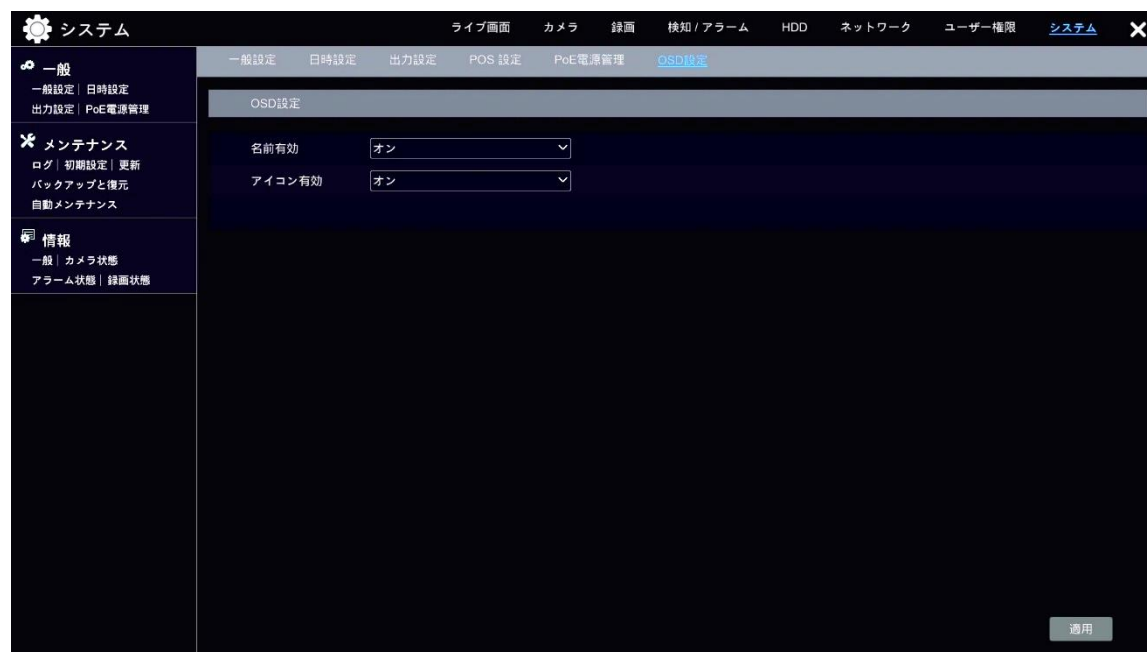 システム
ライブ画面 カメラ 録画 検知 / アラーム HDD ネットワーク ユーザー権限 システム
一般
一般設定 | 日時設定
出力設定 | PoE電源管理
メンテナンス
ログ | 初期設定 | 更新
バックアップと復元
自動メンテナンス
情報
一般 | カメラ状態
アラーム状態 | 録画状態
一般設定 日時設定 出力設定 POS 設定 PoE電源管理 OSD設定
OSD設定
名前有効 オン
アイコン有効 オン
適用